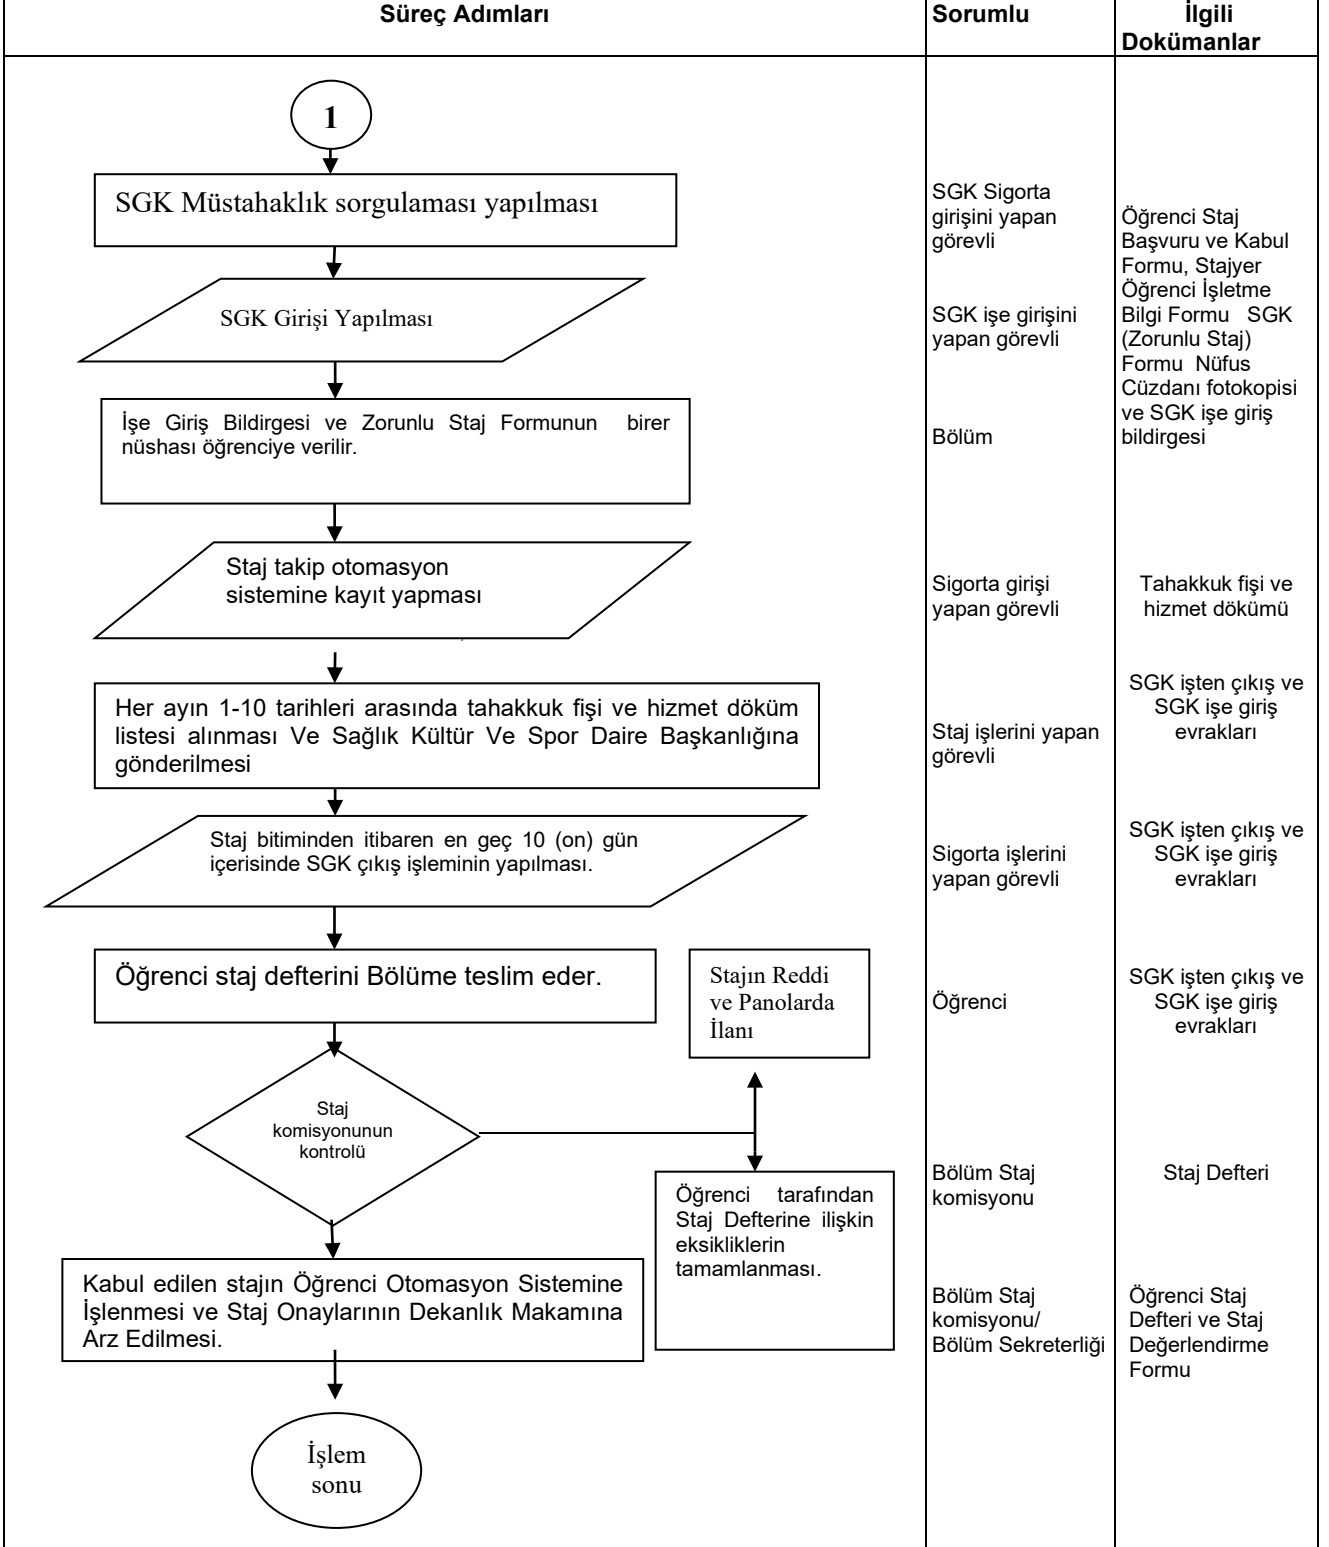 Süreç Adımları
Sorumlu
İlgili
Dokümanlar
1
SGK Müstahaklık sorgulaması yapılması
SGK Girişi Yapılması
İşe Giriş Bildirgesi ve Zorunlu Staj Formunun birer
nüshası öğrenciye verilir.
Staj takip otomasyon
sistemine kayıt yapması
Her ayın 1-10 tarihleri arasında tahakkuk fişi ve hizmet döküm
listesi alınması Ve Sağlık Kültür Ve Spor Daire Başkanlığına
gönderilmesi
Staj bitiminden itibaren en geç 10 (on) gün
içerisinde SGK çıkış işleminin yapılması.
Öğrenci staj defterini Bölüme teslim eder.
Stajın Reddi
ve Panolarda
İlanı
Staj
komisyonunun
kontrolü
Öğrenci tarafından
Staj Defterine ilişkin
eksikliklerin
tamamlanması.
Kabul edilen stajın Öğrenci Otomasyon Sistemine
İşlenmesi ve Staj Onaylarının Dekanlık Makamına
Arz Edilmesi.
İşlem
sonu
SGK Sigorta
girişini yapan
görevli
SGK işe girişini
yapan görevli
Bölüm
Sigorta girişi
yapan görevli
Staj işlerini yapan
görevli
Sigorta işlerini
yapan görevli
Öğrenci
Bölüm Staj
komisyonu
Bölüm Staj
komisyonu/
Bölüm Sekreterliği
Öğrenci Staj
Başvuru ve Kabul
Formu, Stajyer
Öğrenci İşletme
Bilgi Formu SGK
(Zorunlu Staj)
Formu Nüfus
Cüzdanı fotokopisi
ve SGK işe giriş
bildirgesi
Tahakkuk fişi ve
hizmet dökümü
SGK işten çıkış ve
SGK işe giriş
evrakları
SGK işten çıkış ve
SGK işe giriş
evrakları
SGK işten çıkış ve
SGK işe giriş
evrakları
Staj Defteri
Öğrenci Staj
Defteri ve Staj
Değerlendirme
Formu